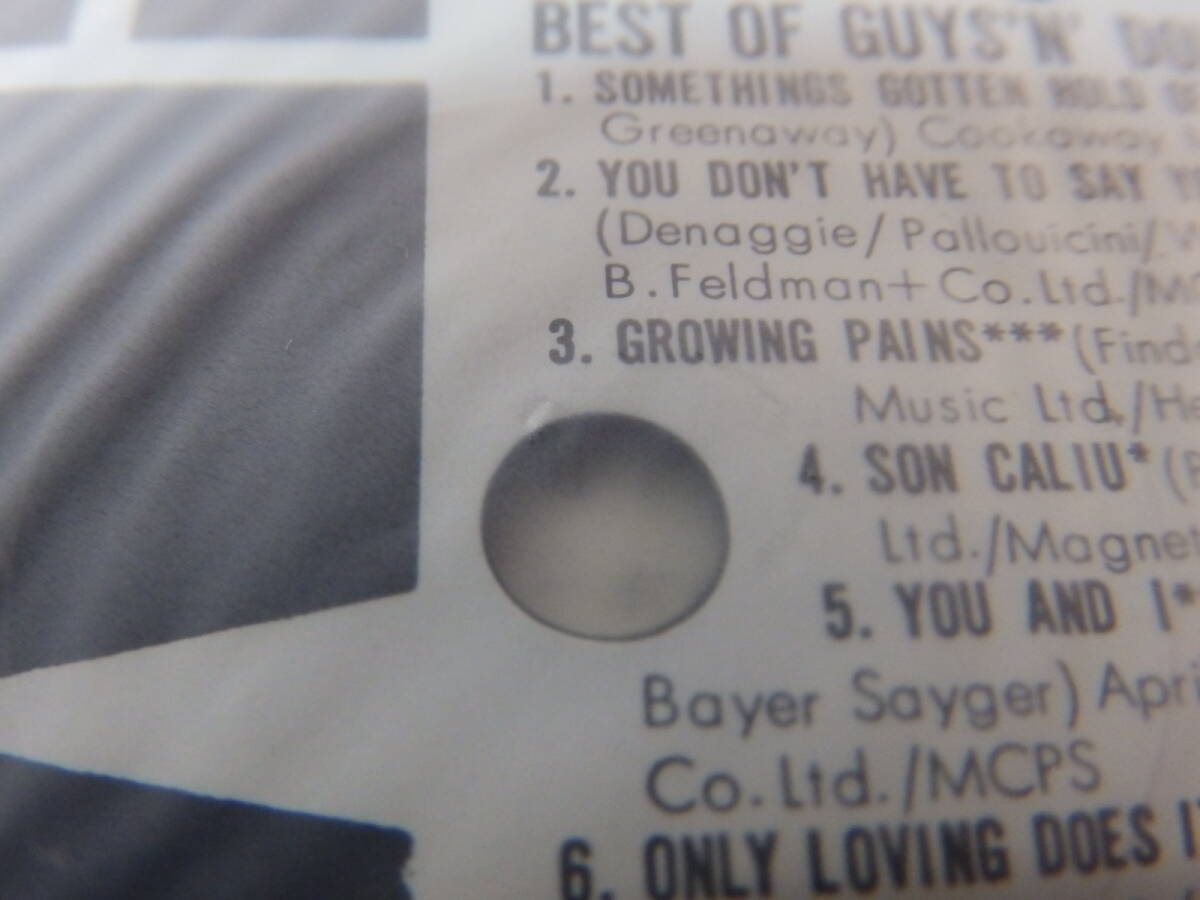 BEST OF GUYS'N'
1. SOMETHINGS GOTTEN HOLD
Greenaway) Cookaway
2. YOU DON'T HAVE TO SAY
(Denaggie/Pallouicini/
B.Feldman+ Co.Ltd./
3. GROWING PAINS***(
Music Ltd./
4. SON CALIU*(
Ltd./Magnet
5. YOU AND I*
Bayer Sayger)
Co.Ltd./MCPS
6. ONLY LOVING DOES